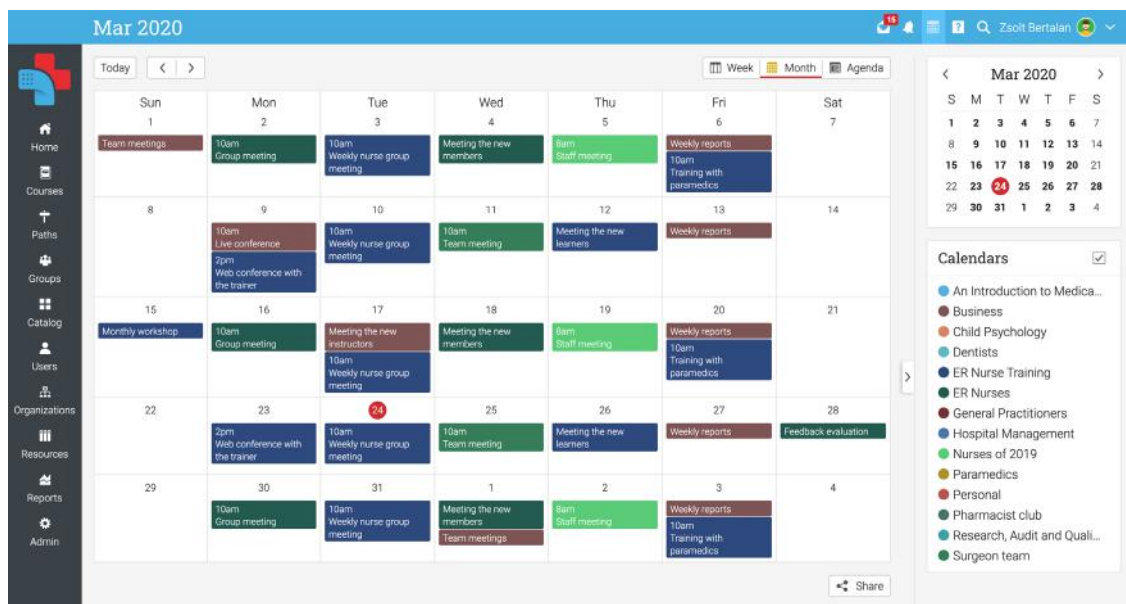 Mar 2020
15
Zsolt Bertalan
Home
Courses
Paths
Groups
Catalog
Users
Organizations
Resources
Reports
Admin
Today
Week
Month
Agenda
Sun Mon Tue Wed Thu Fri Sat
1 2 3 4 5 6 7
Team meetings
10am
Group meeting
10am
Weekly nurse group
meeting
Meeting the new
members
8am
Staff meeting
Weekly reports
10am
Training with
paramedics
8 9 10 11 12 13 14
10am
Live conference
2pm
Web conference with
the trainer
10am
Weekly nurse group
meeting
10am
Team meeting
Meeting the new
learners
Weekly reports
15 16 17 18 19 20 21
Monthly workshop
10am
Group meeting
Meeting the new
instructors
10am
Weekly nurse group
meeting
Meeting the new
members
8am
Staff meeting
Weekly reports
10am
Training with
paramedics
22 23 24 25 26 27 28
2pm
Web conference with
the trainer
10am
Weekly nurse group
meeting
10am
Team meeting
Meeting the new
learners
Weekly reports
Feedback evaluation
29 30 31 1 2 3 4
10am
Group meeting
10am
Weekly nurse group
meeting
Meeting the new
members
Team meetings
8am
Staff meeting
Weekly reports
10am
Training with
paramedics
Share
Mar 2020
S M T W T F S
1 2 3 4 5 6 7
8 9 10 11 12 13 14
15 16 17 18 19 20 21
22 23 24 25 26 27 28
29 30 31 1 2 3 4
Calendars
An Introduction to Medica...
Business
Child Psychology
Dentists
ER Nurse Training
ER Nurses
General Practitioners
Hospital Management
Nurses of 2019
Paramedics
Personal
Pharmacist club
Research, Audit and Quali...
Surgeon team